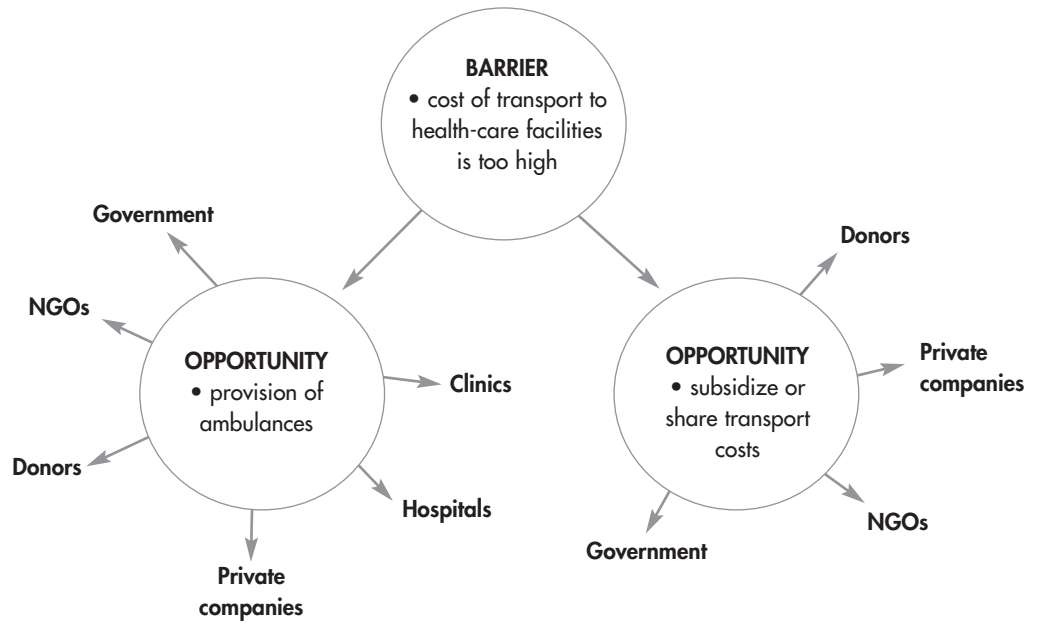 BARRIER
• cost of transport to
health-care facilities
is too high
Government
NGOs
OPPORTUNITY
• provision of
ambulances
Clinics
Donors
Hospitals
Private
companies
Donors
OPPORTUNITY
• subsidize or
share transport
costs
Private
companies
NGOs
Government